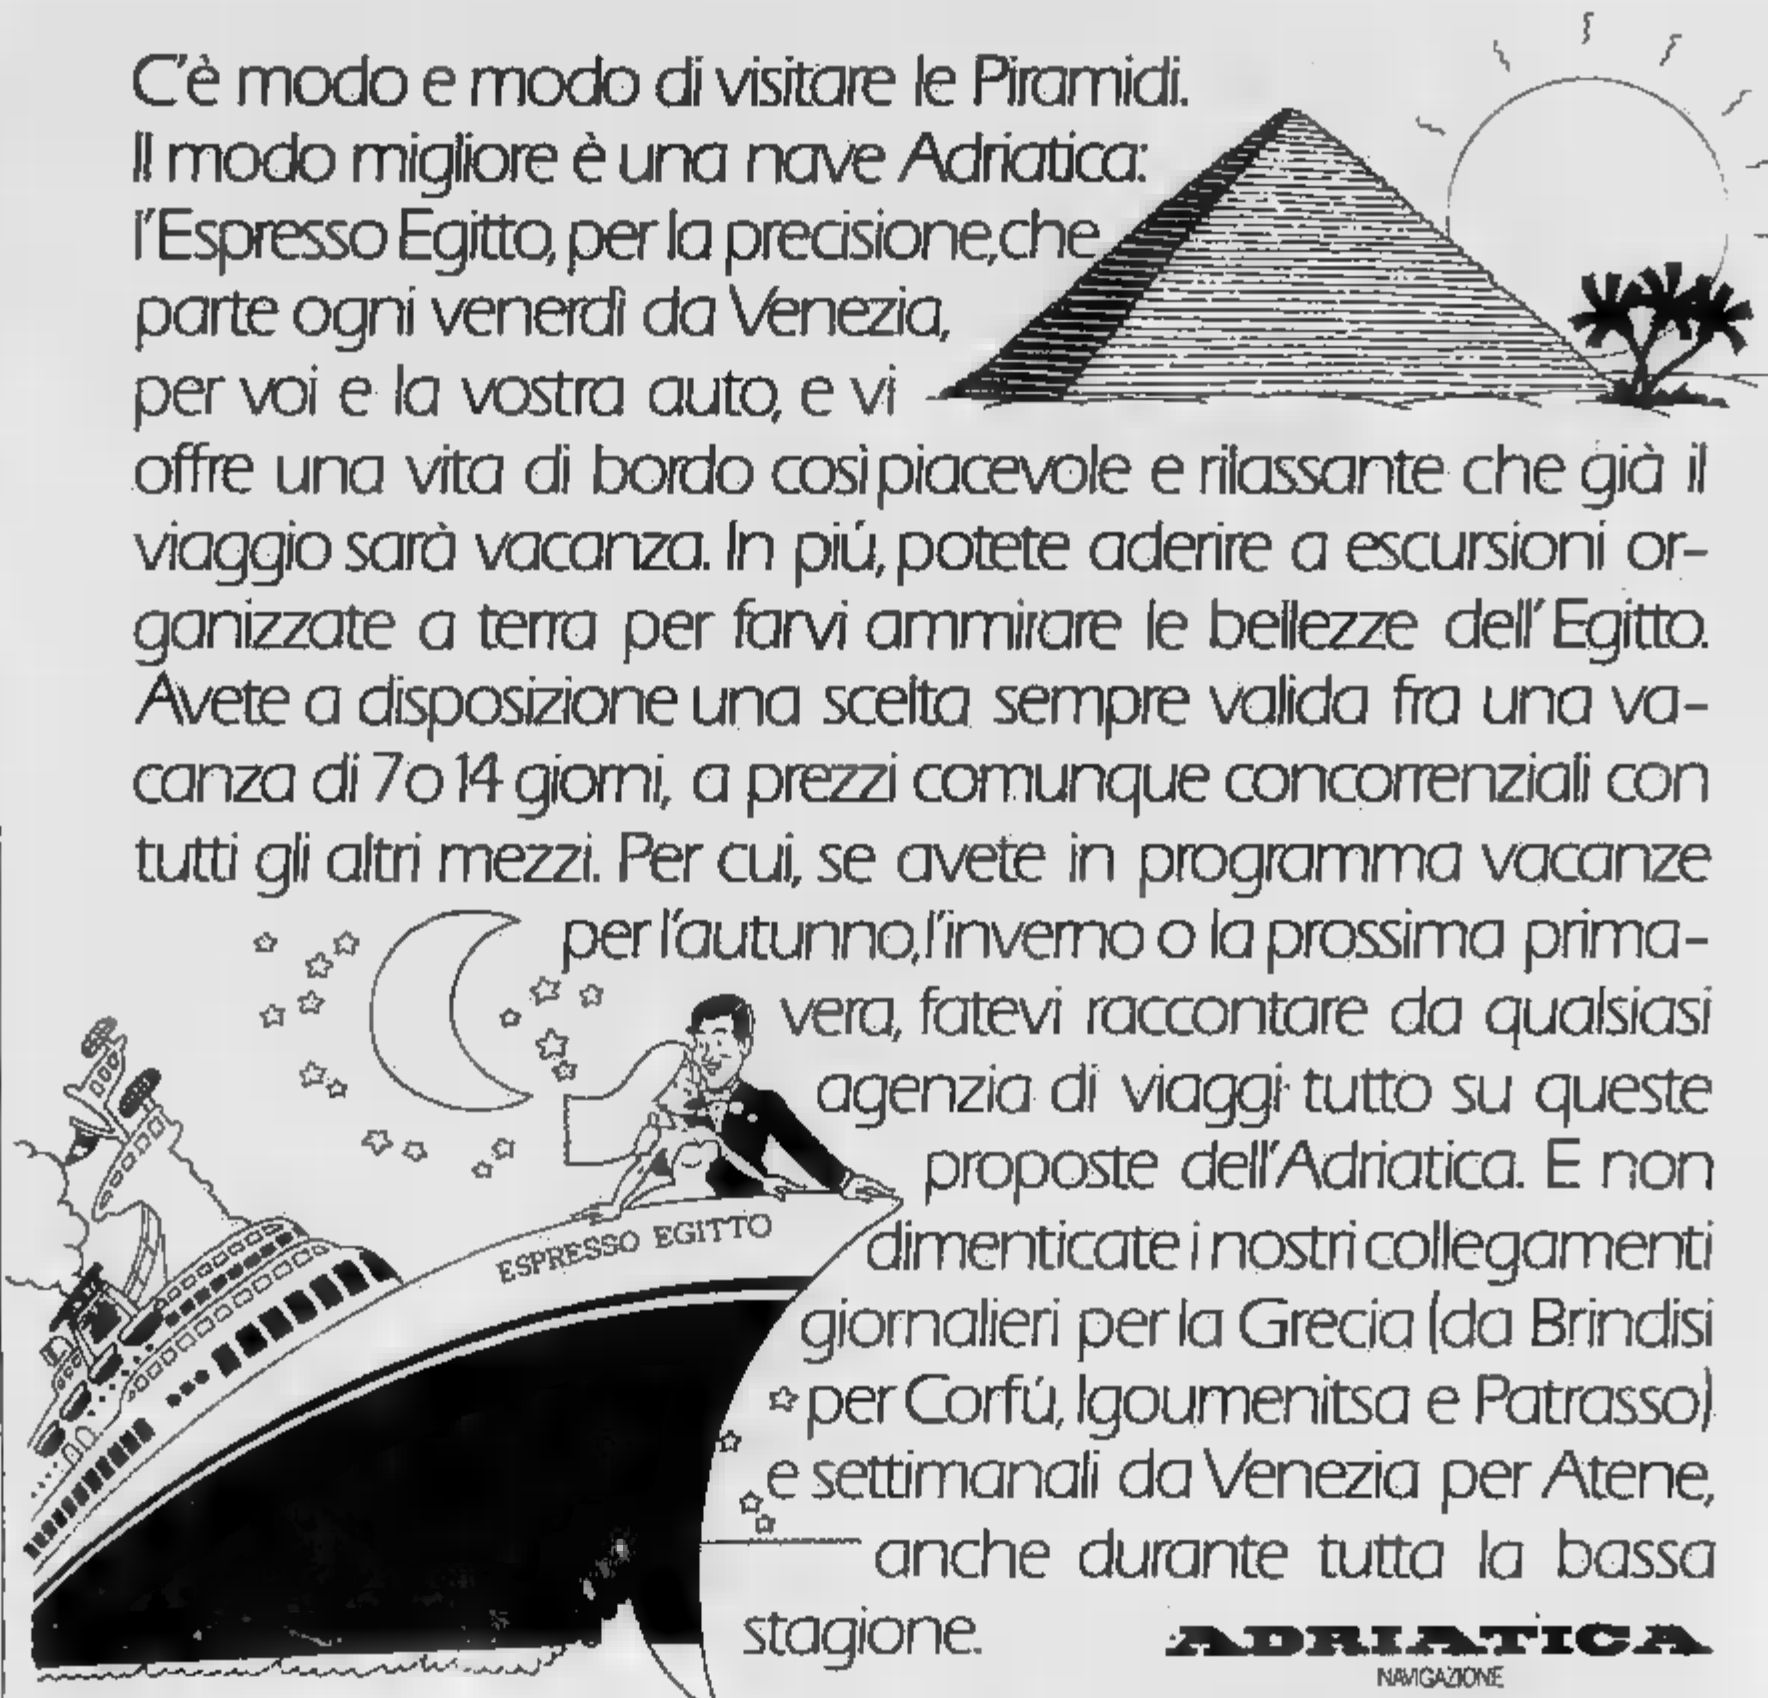 C'è modo e modo di visitare le Piramidi.
Il modo migliore è una nave Adriatica:
l'Espresso Egitto, per la precisione, che
parte ogni venerdì da Venezia,
per voi e la vostra auto, e vi
offre una vita di bordo così piacevole e rilassante che già il
viaggio sarà vacanza. In piú, potete aderire a escursioni or-
ganizzate a terra per farvi ammirare le bellezze dell'Egitto.
Avete a disposizione una scelta sempre valida fra una va-
canza di 7 o 14 giorni, a prezzi comunque concorrenziali con
tutti gli altri mezzi. Per cui, se avete in programma vacanze
per l'autunno, l'inverno o la prossima prima-
vera, fatevi raccontare da qualsiasi
agenzia di viaggi tutto su queste
proposte dell'Adriatica. E non
dimenticate i nostri collegamenti
giornalieri per la Grecia (da Brindisi
per Corfú, Igoumenitsa e Patrasso)
e settimanali da Venezia per Atene,
anche durante tutta la bassa
stagione.
ESPRESSO EGITTO
ADRIATICA
NAVIGAZIONE